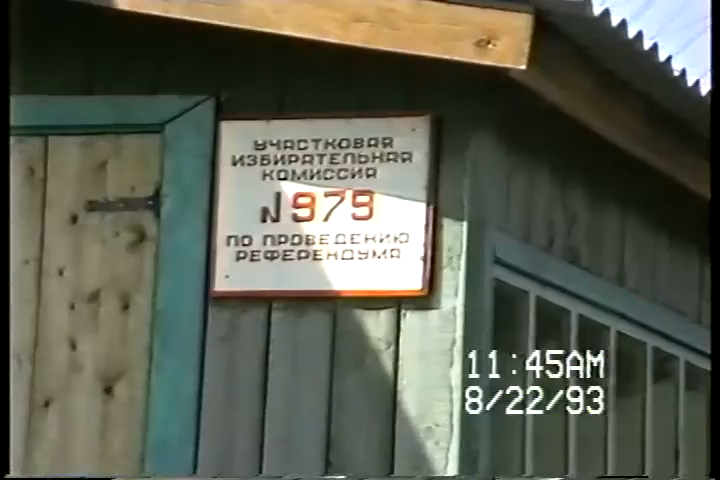 УЧАСТКОВАЯ
ИЗБИРАТЕЛЬНАЯ
КОМИССИЯ
N 979
ПО ПРОВЕДЕНИЮ
РЕФЕРЕНДУМА
11:45AM
8/22/93